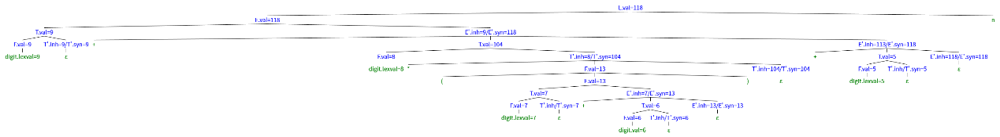 L.val=118
E.val=118 n
T.val=9 E'.inh=9/E'.syn=118
F.val=9 T'.inh=9/T'.syn=9 + T.val=104 E'.inh=113/E'.syn=118
digit.lexval=9 ε F.val=8 T'.inh=8/T'.syn=104 + T.val=5 E'.inh=118/E'.syn=118
digit.lexval=8 * F.val=13 T'.inh=104/T'.syn=104 F.val=5 T'.inh/T'.syn=5 ε
( E.val=13 ) ε digit.lexval=5 ε
T.val=7 E'.inh=7/E'.syn=13
F.val=7 T'.inh/T'.syn=7 + T.val=6 E'.inh=13/E'.syn=13
digit.lexval=7 ε F.val=6 T'.inh/T'.syn=6 ε
digit.val=6 ε